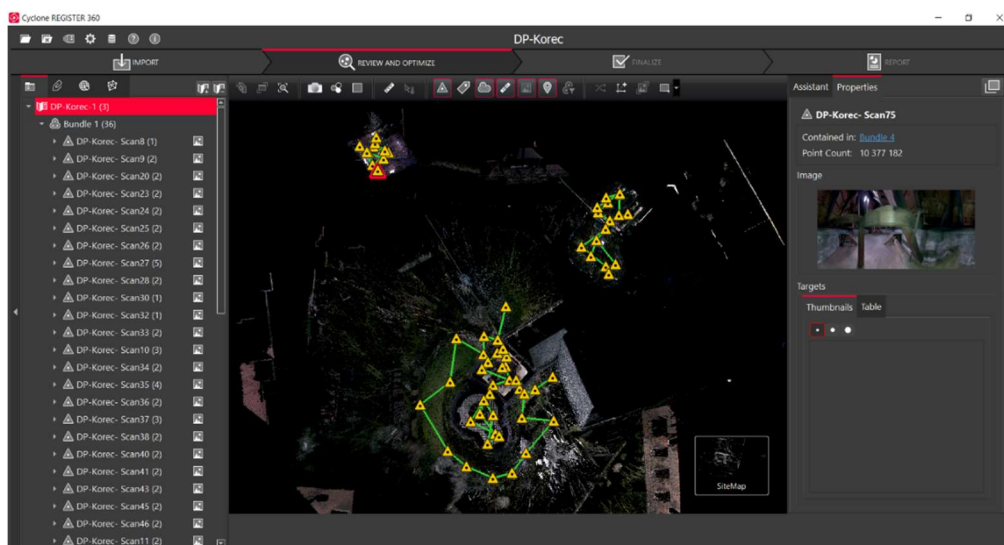 Cyclone REGISTER 360
DP-Korec
IMPORT
REVIEW AND OPTIMIZE
FINALIZE
REPORT
DP-Korec-1 (3)
Bundle 1 (36)
DP-Korec- Scan8 (1)
DP-Korec- Scan9 (2)
DP-Korec- Scan20 (2)
DP-Korec- Scan23 (2)
DP-Korec- Scan24 (2)
DP-Korec- Scan25 (2)
DP-Korec- Scan26 (2)
DP-Korec- Scan27 (5)
DP-Korec- Scan28 (2)
DP-Korec- Scan30 (1)
DP-Korec- Scan32 (1)
DP-Korec- Scan33 (2)
DP-Korec- Scan10 (3)
DP-Korec- Scan34 (2)
DP-Korec- Scan35 (4)
DP-Korec- Scan36 (2)
DP-Korec- Scan37 (3)
DP-Korec- Scan38 (2)
DP-Korec- Scan40 (2)
DP-Korec- Scan41 (2)
DP-Korec- Scan43 (2)
DP-Korec- Scan45 (2)
DP-Korec- Scan46 (2)
DP-Korec- Scan11 (2)
SiteMap
Assistant Properties
DP-Korec- Scan75
Contained in: Bundle 4
Point Count: 10 377 182
Image
Targets
Thumbnails Table